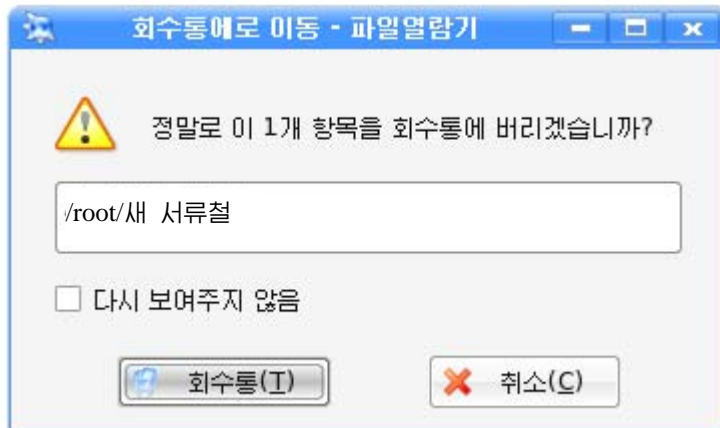 회수통에로 이동 - 파일열람기
정말로 이 1개 항목을 회수통에 버리겠습니까?
/root/새 서류철
다시 보여주지 않음
회수통(T)
취소(C)